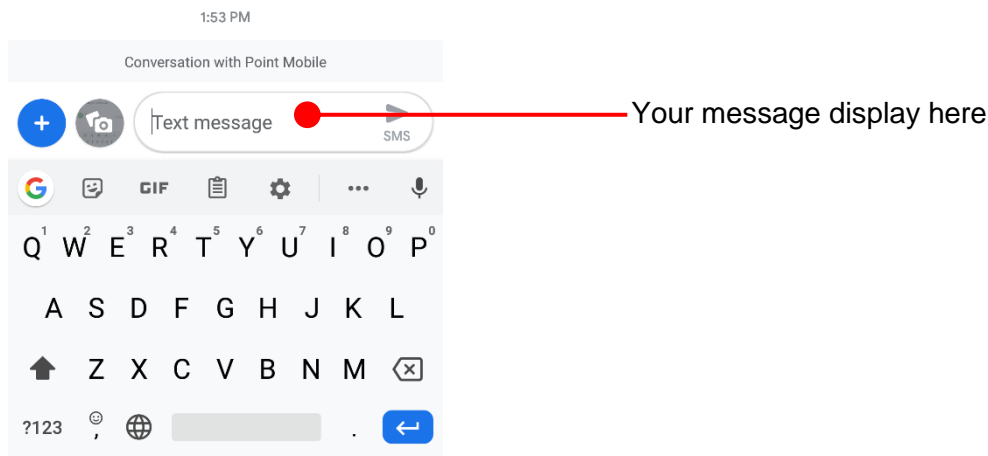 1:53 PM
Conversation with Point Mobile
Text message
SMS
Your message display here
G GIF
1 2 3 4 5 6 7 8 9 0
Q W E R T Y U I O P
A S D F G H J K L
Z X C V B N M
?123 , .